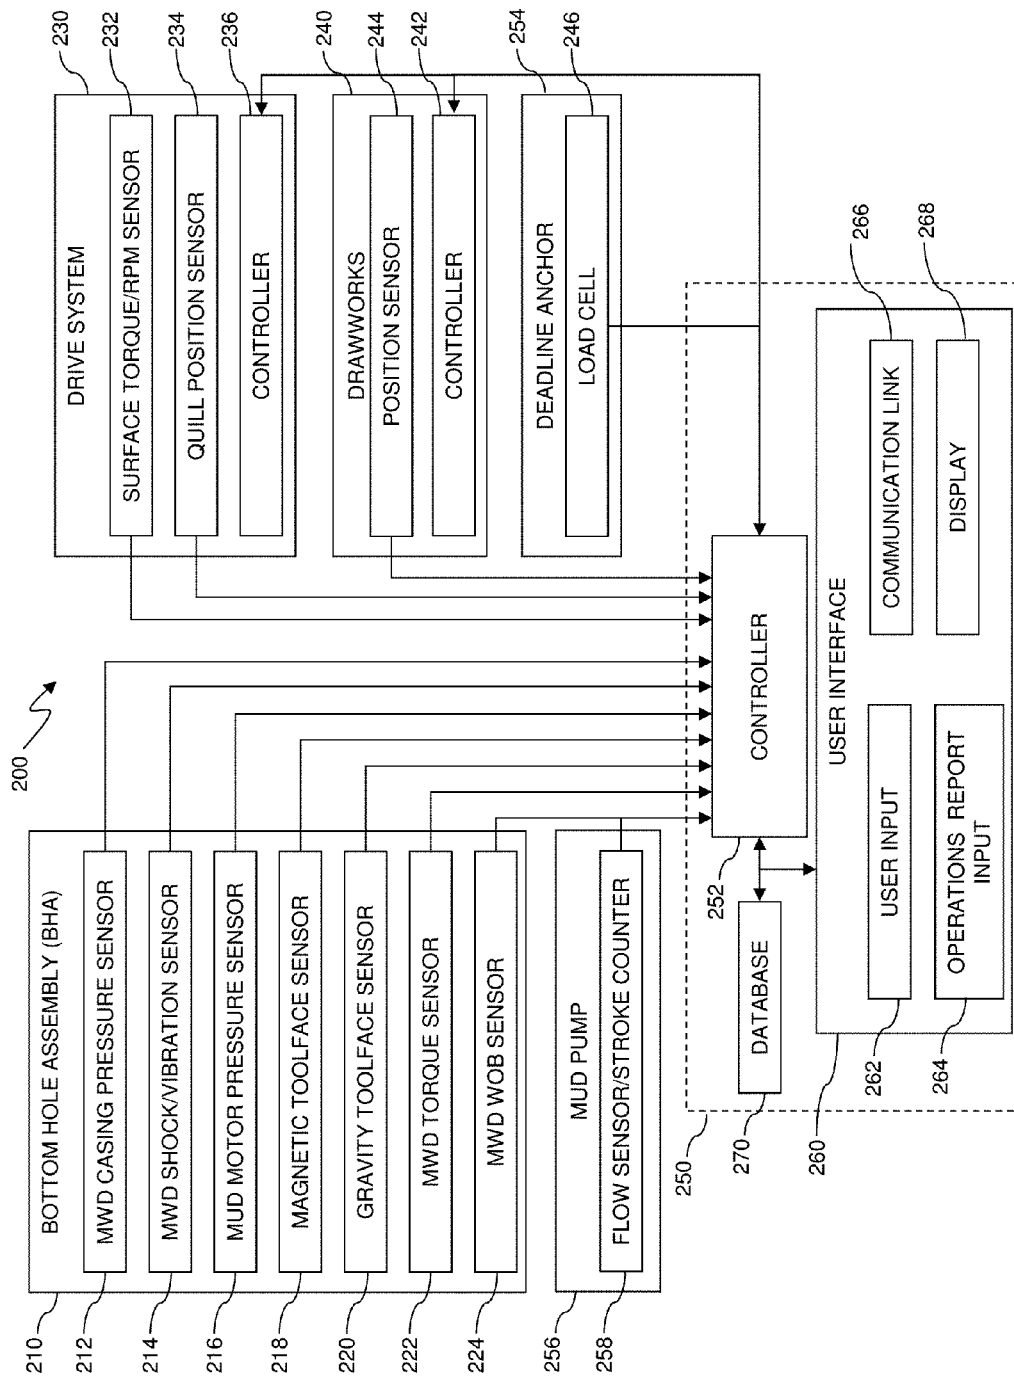 200
BOTTOM HOLE ASSEMBLY (BHA)
MWD CASING PRESSURE SENSOR
MWD SHOCK/VIBRATION SENSOR
MUD MOTOR PRESSURE SENSOR
MAGNETIC TOOLFACE SENSOR
GRAVITY TOOLFACE SENSOR
MWD TORQUE SENSOR
MWD WOB SENSOR
210
212
214
216
218
220
222
224
MUD PUMP
FLOW SENSOR/STROKE COUNTER
256
258
DRIVE SYSTEM
SURFACE TORQUE/RPM SENSOR
QUILL POSITION SENSOR
CONTROLLER
230
232
234
236
DRAWWORKS
POSITION SENSOR
CONTROLLER
240
244
242
DEADLINE ANCHOR
LOAD CELL
254
246
CONTROLLER
252
DATABASE
250
270
USER INTERFACE
USER INPUT
COMMUNICATION LINK
OPERATIONS REPORT
INPUT
DISPLAY
260
262
264
266
268